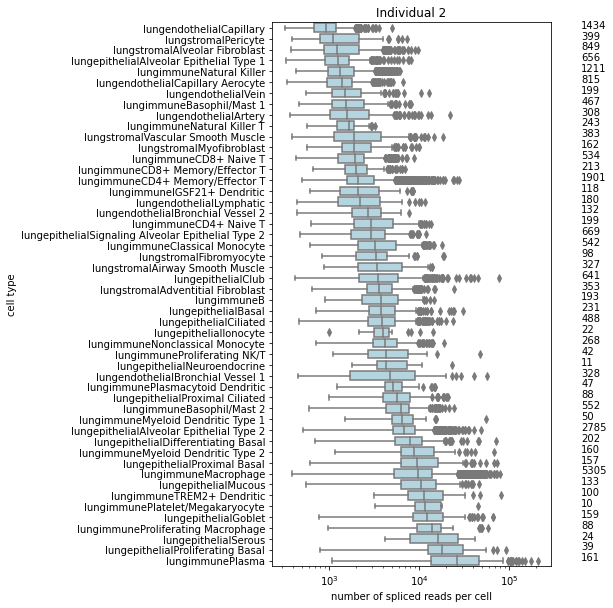 Individual 2
lungendothelialCapillary 1434
lungstromalPericyte 399
lungstromalAlveolar Fibroblast 849
lungepithelialAlveolar Epithelial Type 1 656
lungimmuneNatural Killer 1211
lungendothelialCapillary Aerocyte 815
lungendothelialVein 199
lungimmuneBasophil/Mast 1 467
lungendothelialArtery 308
lungimmuneNatural Killer T 243
lungstromalVascular Smooth Muscle 383
lungstromalMyofibroblast 162
lungimmuneCD8+ Naive T 534
lungimmuneCD8+ Memory/Effector T 213
lungimmuneCD4+ Memory/Effector T 1901
lungimmuneIGSF21+ Dendritic 118
lungendothelialLymphatic 180
lungendothelialBronchial Vessel 2 132
lungimmuneCD4+ Naive T 199
lungepithelialSignaling Alveolar Epithelial Type 2 669
lungimmuneClassical Monocyte 542
lungstromalFibromyocyte 98
lungstromalAirway Smooth Muscle 327
lungepithelialClub 641
lungstromalAdventitial Fibroblast 353
lungimmuneB 193
lungepithelialBasal 231
lungepithelialCiliated 488
lungepithelialIonocyte 22
lungimmuneNonclassical Monocyte 268
lungimmuneProliferating NK/T 42
lungepithelialNeuroendocrine 11
lungendothelialBronchial Vessel 1 328
lungimmunePlasmacytoid Dendritic 47
lungepithelialProximal Ciliated 88
lungimmuneBasophil/Mast 2 552
lungimmuneMyeloid Dendritic Type 1 50
lungepithelialAlveolar Epithelial Type 2 2785
lungepithelialDifferentiating Basal 202
lungimmuneMyeloid Dendritic Type 2 160
lungepithelialProximal Basal 157
lungimmuneMacrophage 5305
lungepithelialMucous 133
lungimmuneTREM2+ Dendritic 100
lungimmunePlatelet/Megakaryocyte 10
lungepithelialGoblet 159
lungimmuneProliferating Macrophage 88
lungepithelialSerous 24
lungepithelialProliferating Basal 39
lungimmunePlasma 161
cell type
10³ 10⁴ 10⁵
number of spliced reads per cell